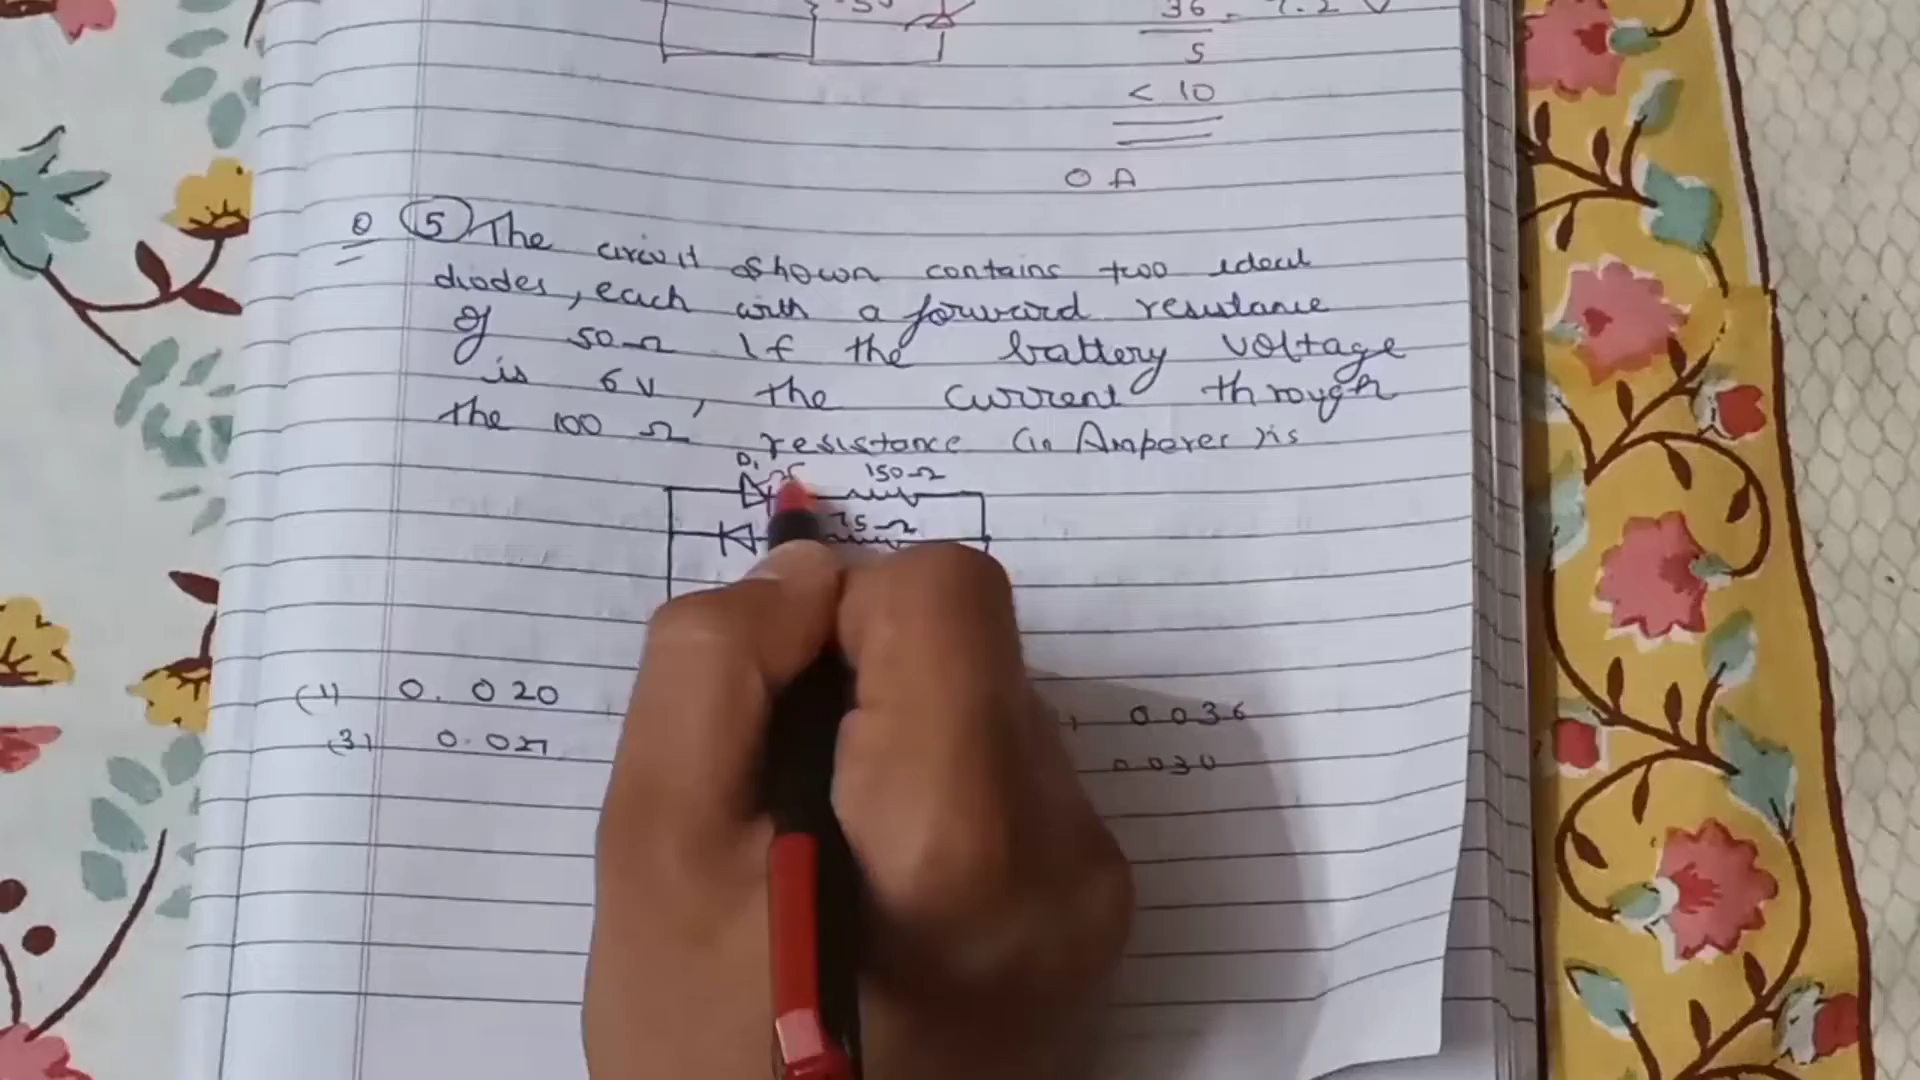 36
5
< 10
0 A
Q 5 The circuit shown contains two ideal
diodes, each with a forward resistance
of 50 Ω If the battery voltage
is 6 V, the current through
the 100 Ω resistance (in Amperes) is
D1 150 Ω
75 Ω
(1) 0.020 0.036
(3) 0.027 0.030